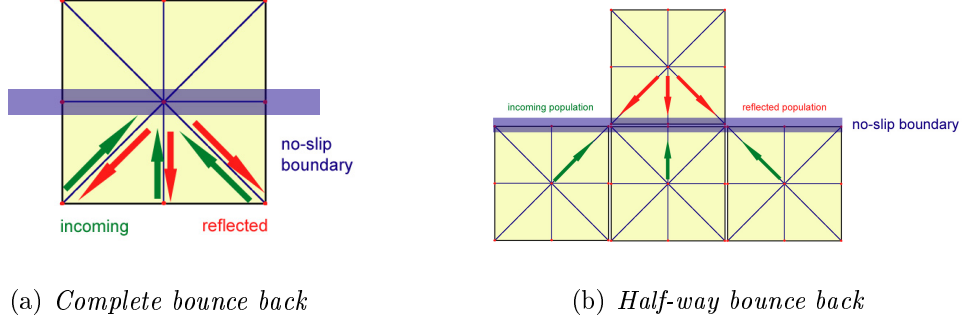 no-slip
boundary
incoming
reflected
(a) Complete bounce back
incoming population
reflected population
no-slip boundary
(b) Half-way bounce back